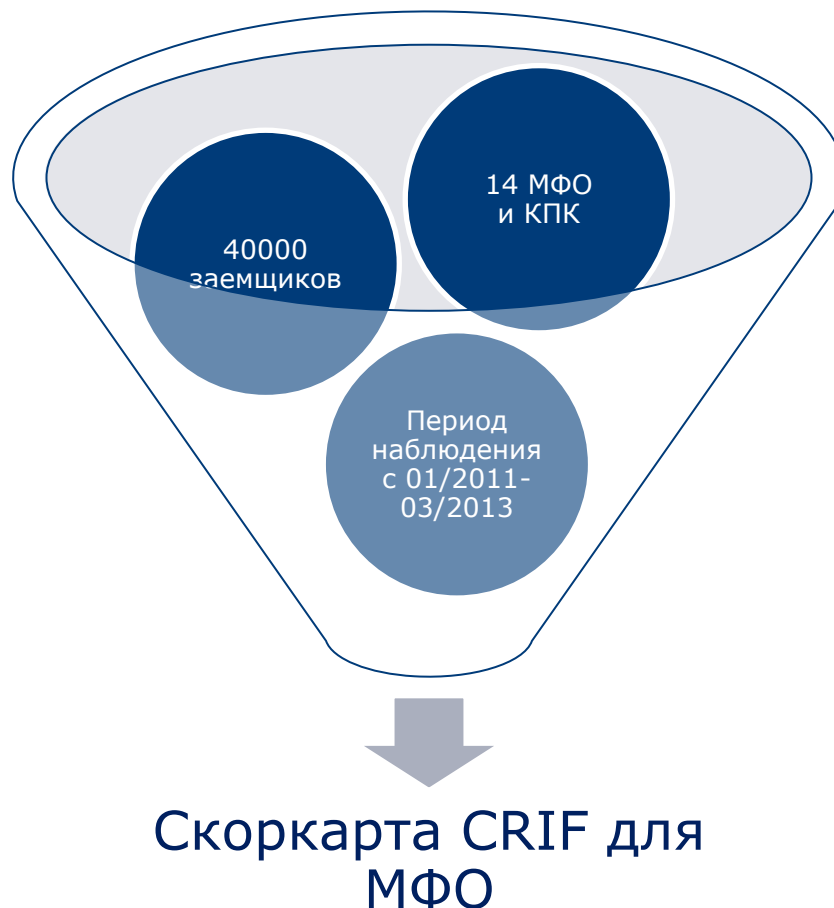 14 МФО
и КПК
40000
заемщиков
Период
наблюдения
с 01/2011-
03/2013
Скоркарта CRIF для
МФО